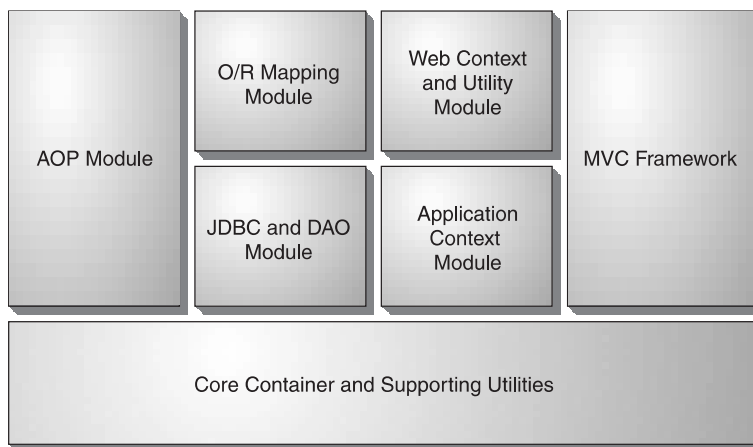 AOP Module
O/R Mapping
Module
Web Context
and Utility
Module
MVC Framework
JDBC and DAO
Module
Application
Context
Module
Core Container and Supporting Utilities